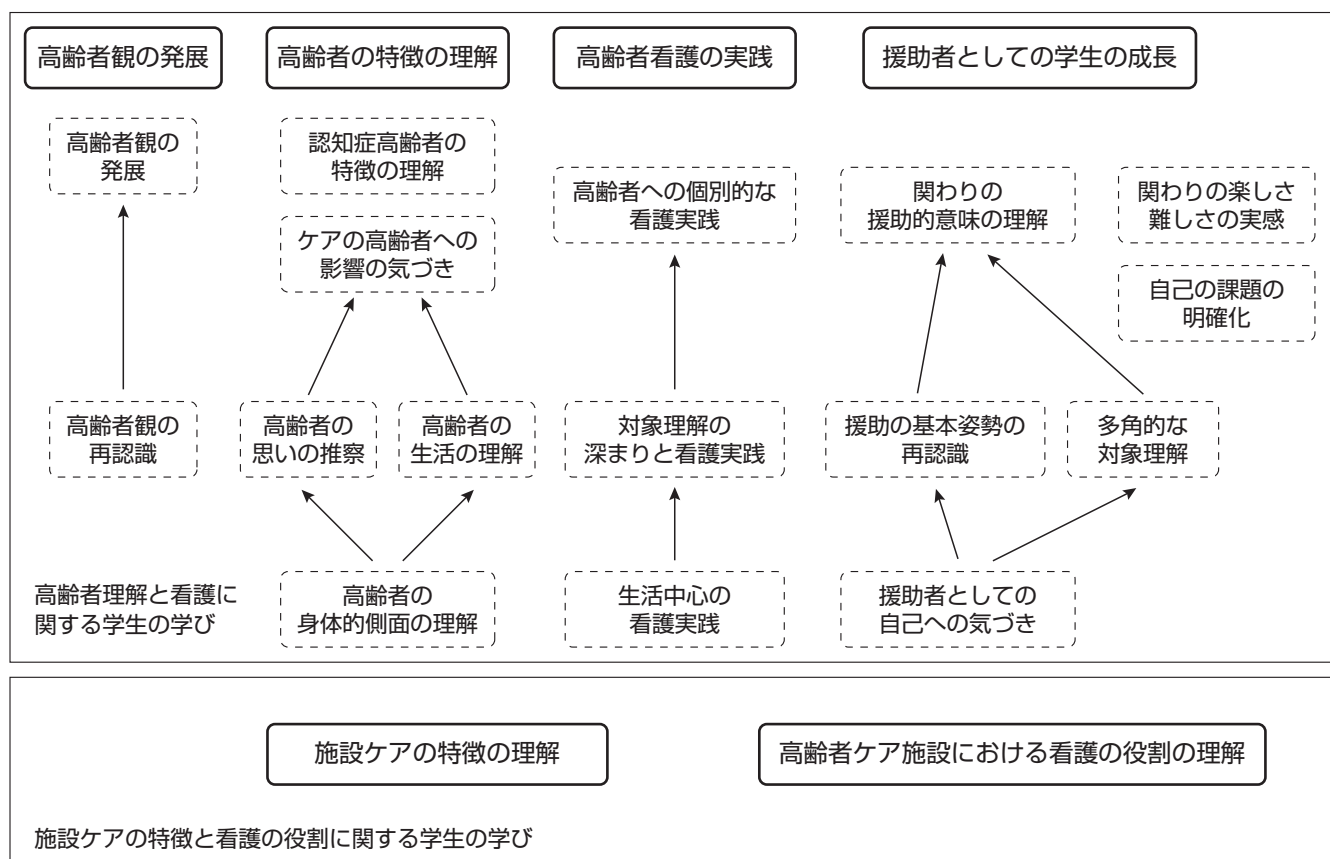 高齢者観の発展
高齢者の特徴の理解
高齢者看護の実践
援助者としての学生の成長
高齢者観の
発展
認知症高齢者の
特徴の理解
ケアの高齢者への
影響の気づき
高齢者への個別的な
看護実践
関わりの
援助的意味の理解
関わりの楽しさ
難しさの実感
自己の課題の
明確化
高齢者観の
再認識
高齢者の
思いの推察
高齢者の
生活の理解
対象理解の
深まりと看護実践
援助の基本姿勢の
再認識
多角的な
対象理解
高齢者理解と看護に
関する学生の学び
高齢者の
身体的側面の理解
生活中心の
看護実践
援助者としての
自己への気づき
施設ケアの特徴の理解
高齢者ケア施設における看護の役割の理解
施設ケアの特徴と看護の役割に関する学生の学び